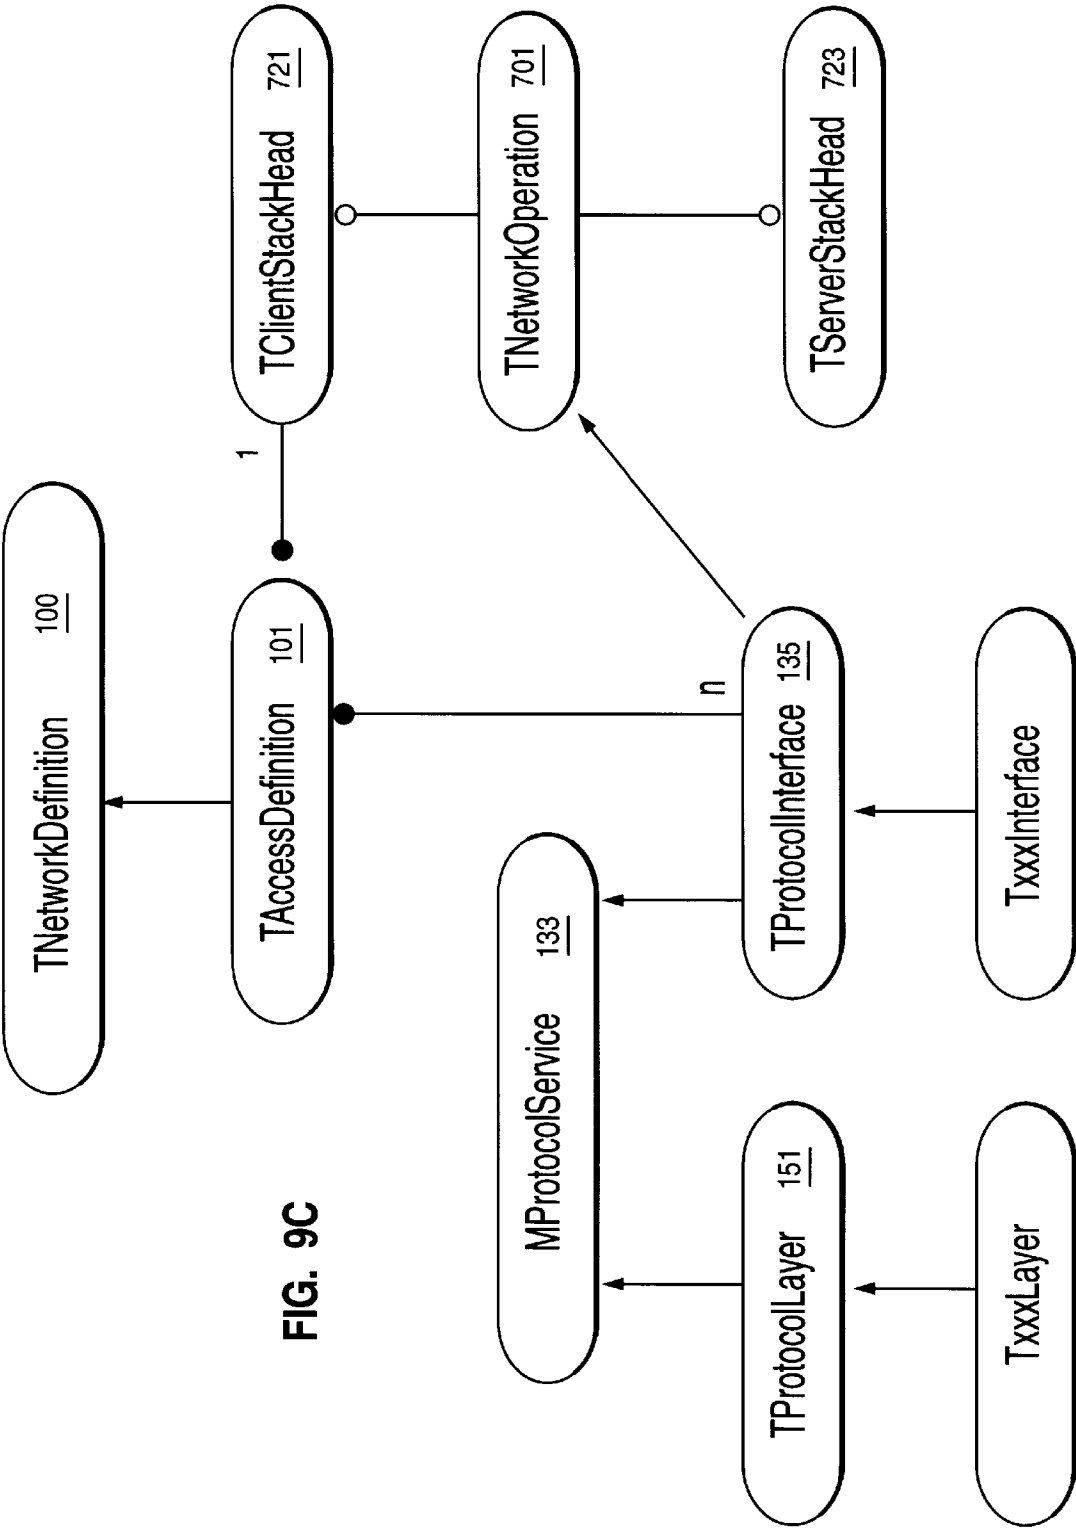 FIG. 9C
TNetworkDefinition 100
TAccessDefinition 101
1
TClientStackHead 721
MProtocolService 133
TNetworkOperation 701
n
TProtocolLayer 151
TProtocolInterface 135
TServerStackHead 723
TxxxLayer
TxxxInterface